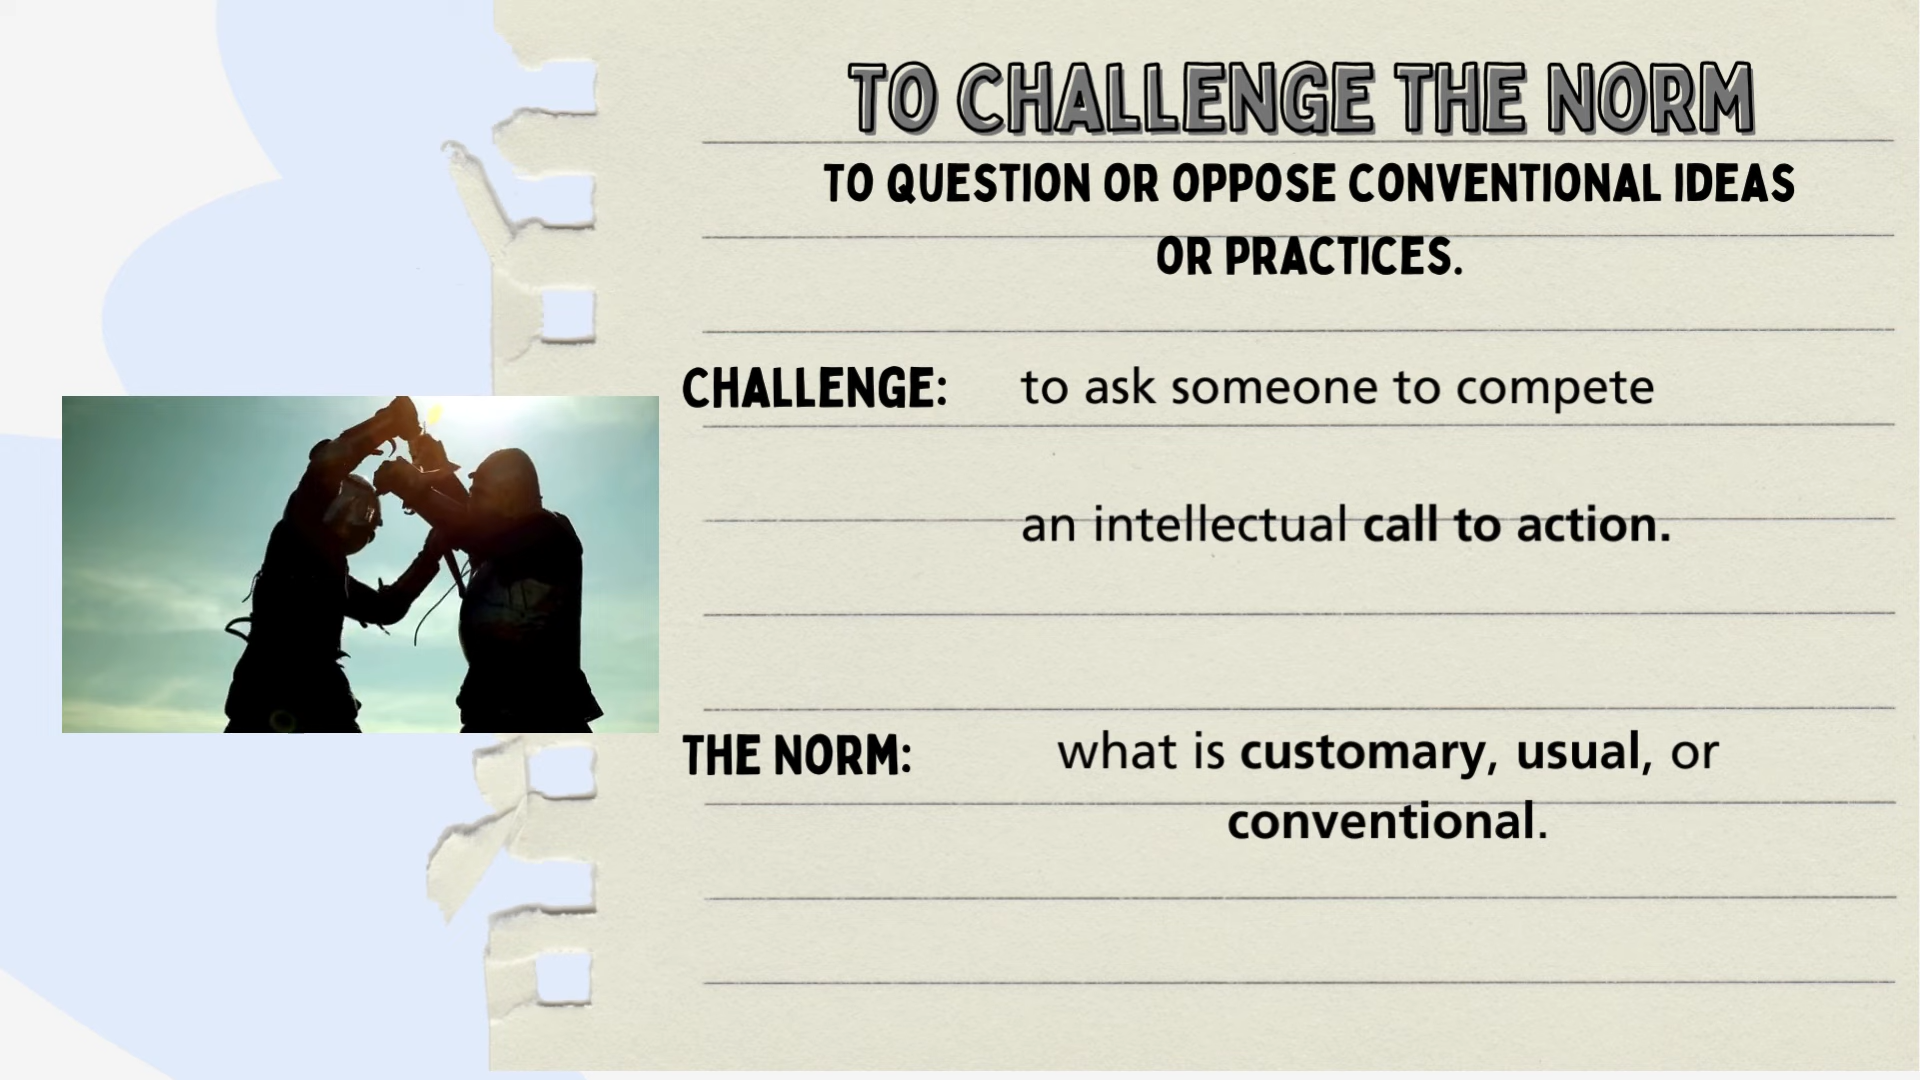 TO CHALLENGE THE NORM
TO QUESTION OR OPPOSE CONVENTIONAL IDEAS
OR PRACTICES.
CHALLENGE: to ask someone to compete
an intellectual call to action.
THE NORM: what is customary, usual, or
conventional.